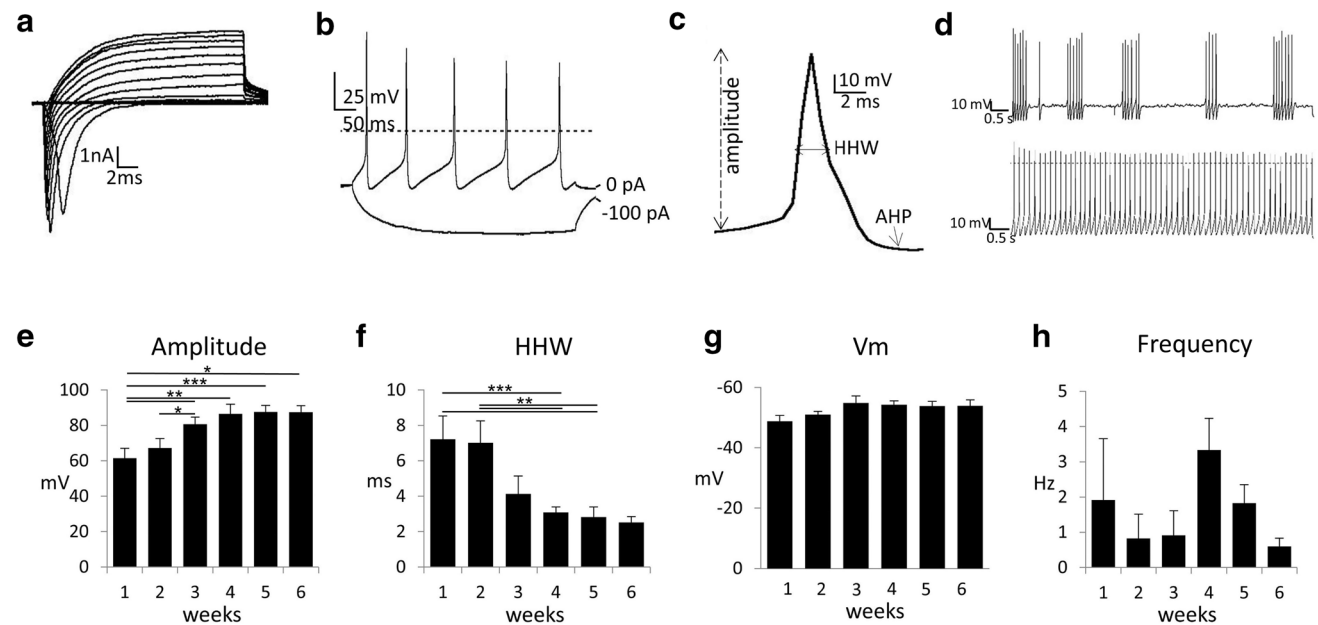 a
1nA
2ms
b
25 mV
50 ms
0 pA
-100 pA
c
amplitude
10 mV
2 ms
HHW
AHP
d
10 mV
0.5 s
10 mV
0.5 s
e
Amplitude
*
***
**
*
100
80
60
40
20
0
mV
1 2 3 4 5 6
weeks
f
HHW
***
**
10
8
6
4
2
0
ms
1 2 3 4 5 6
weeks
g
Vm
-60
-40
-20
0
mV
1 2 3 4 5 6
weeks
h
Frequency
5
4
3
2
1
0
Hz
1 2 3 4 5 6
weeks